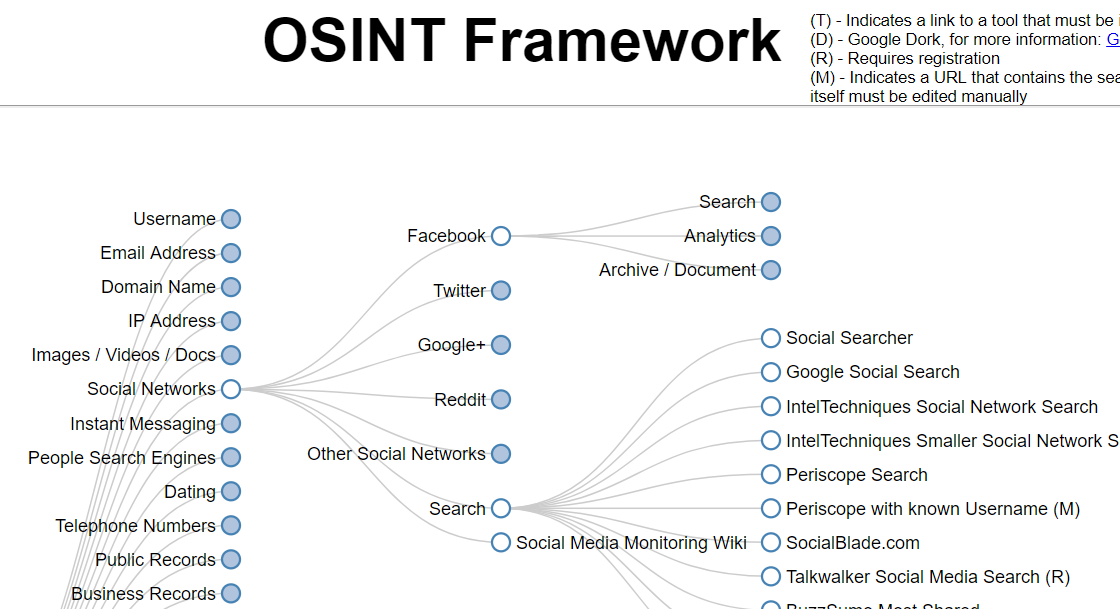 OSINT Framework
(T) - Indicates a link to a tool that must be
(D) - Google Dork, for more information: G
(R) - Requires registration
(M) - Indicates a URL that contains the sea
itself must be edited manually
Username
Email Address
Domain Name
IP Address
Images / Videos / Docs
Social Networks
Instant Messaging
People Search Engines
Dating
Telephone Numbers
Public Records
Business Records
Facebook
Twitter
Google+
Reddit
Other Social Networks
Search
Social Media Monitoring Wiki
Search
Analytics
Archive / Document
Social Searcher
Google Social Search
IntelTechniques Social Network Search
IntelTechniques Smaller Social Network S
Periscope Search
Periscope with known Username (M)
SocialBlade.com
Talkwalker Social Media Search (R)
BuzzSumo Most Shared